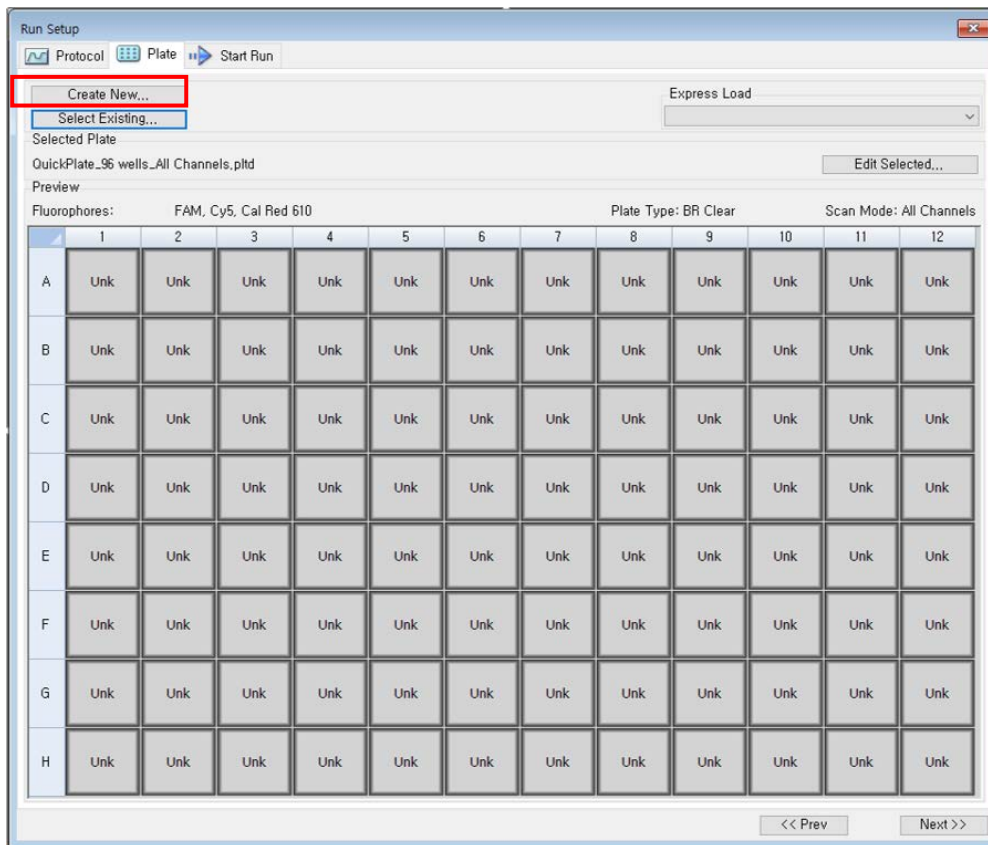 Run Setup
Protocol Plate Start Run
Create New...
Express Load
Select Existing...
Selected Plate
QuickPlate_96 wells_All Channels.pltd
Edit Selected...
Preview
Fluorophores: FAM, Cy5, Cal Red 610 Plate Type: BR Clear Scan Mode: All Channels
1 2 3 4 5 6 7 8 9 10 11 12
A Unk Unk Unk Unk Unk Unk Unk Unk Unk Unk Unk Unk
B Unk Unk Unk Unk Unk Unk Unk Unk Unk Unk Unk Unk
C Unk Unk Unk Unk Unk Unk Unk Unk Unk Unk Unk Unk
D Unk Unk Unk Unk Unk Unk Unk Unk Unk Unk Unk Unk
E Unk Unk Unk Unk Unk Unk Unk Unk Unk Unk Unk Unk
F Unk Unk Unk Unk Unk Unk Unk Unk Unk Unk Unk Unk
G Unk Unk Unk Unk Unk Unk Unk Unk Unk Unk Unk Unk
H Unk Unk Unk Unk Unk Unk Unk Unk Unk Unk Unk Unk
<< Prev Next >>